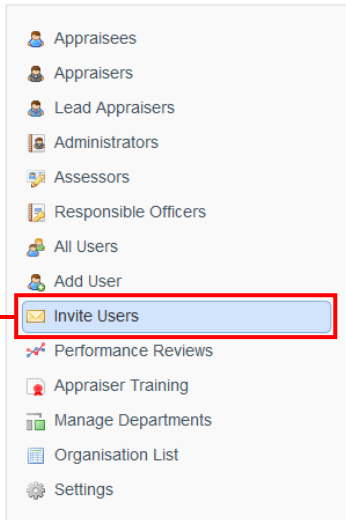 Appraisees
Appraisers
Lead Appraisers
Administrators
Assessors
Responsible Officers
All Users
Add User
Invite Users
Performance Reviews
Appraiser Training
Manage Departments
Organisation List
Settings